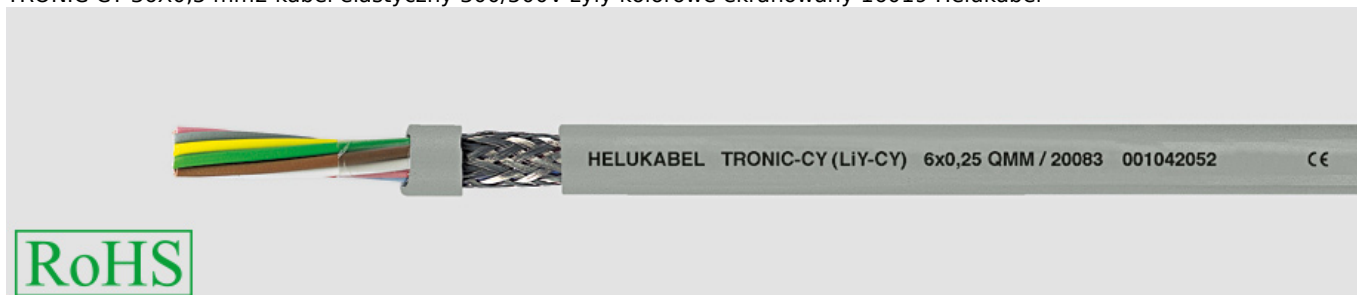 HELUKABEL TRONIC-CY (LiY-CY) 6x0,25 QMM / 20083 001042052 CE
RoHS